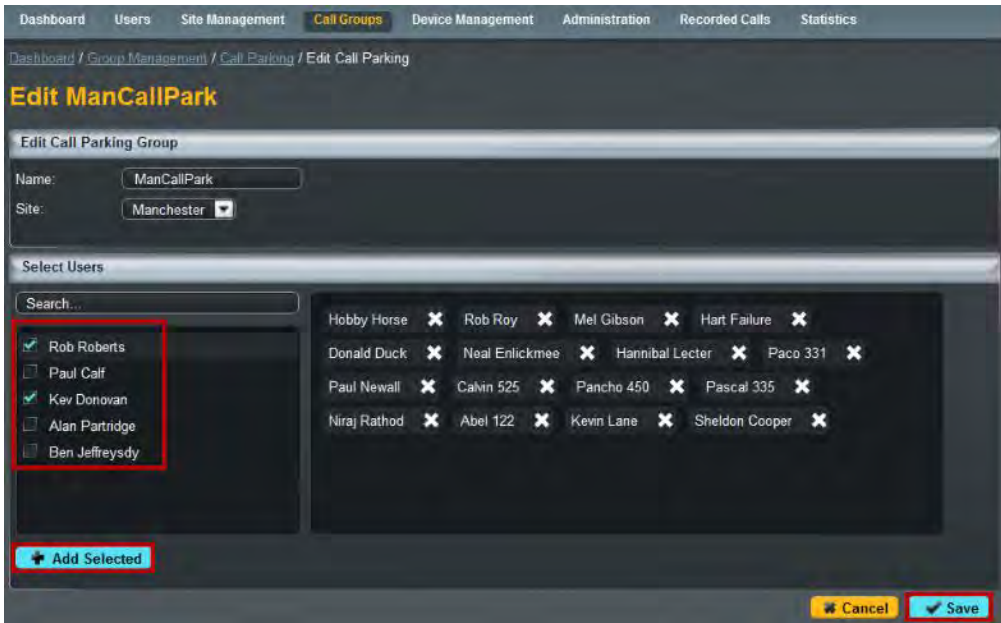 Dashboard Users Site Management Call Groups Device Management Administration Recorded Calls Statistics
Dashboard / Group Management / Call Parking / Edit Call Parking
Edit ManCallPark
Edit Call Parking Group
Name: ManCallPark
Site: Manchester
Select Users
Search...
Rob Roberts
Paul Calf
Kev Donovan
Alan Partridge
Ben Jeffreysdy
Hobby Horse Rob Roy Mel Gibson Hart Failure
Donald Duck Neal Enlickmee Hannibal Lecter Paco 331
Paul Newall Calvin 525 Pancho 450 Pascal 335
Niraj Rathod Abel 122 Kevin Lane Sheldon Cooper
Add Selected
Cancel Save